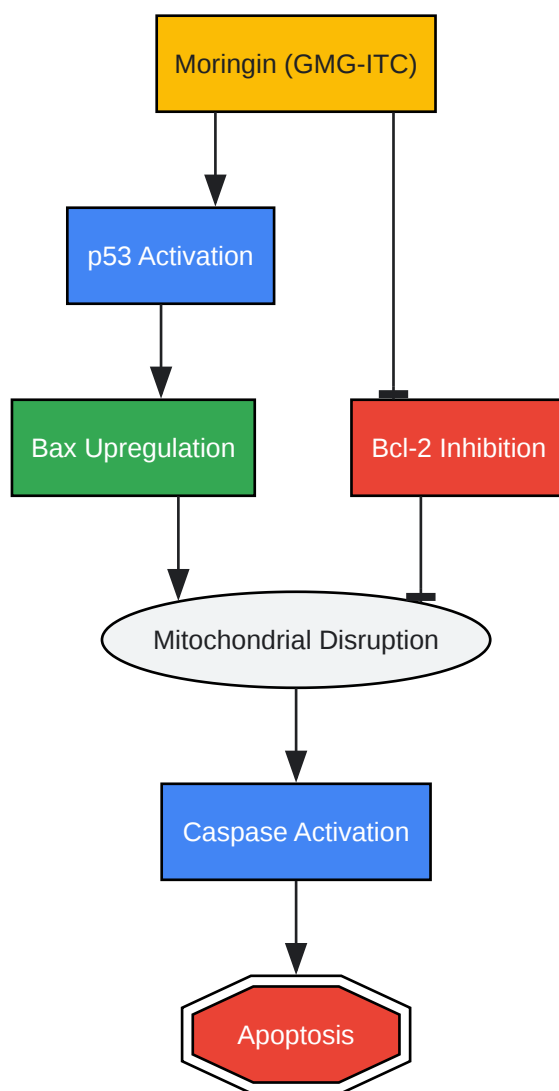 Moringin (GMG-ITC)
p53 Activation
Bax Upregulation
Bcl-2 Inhibition
Mitochondrial Disruption
Caspase Activation
Apoptosis